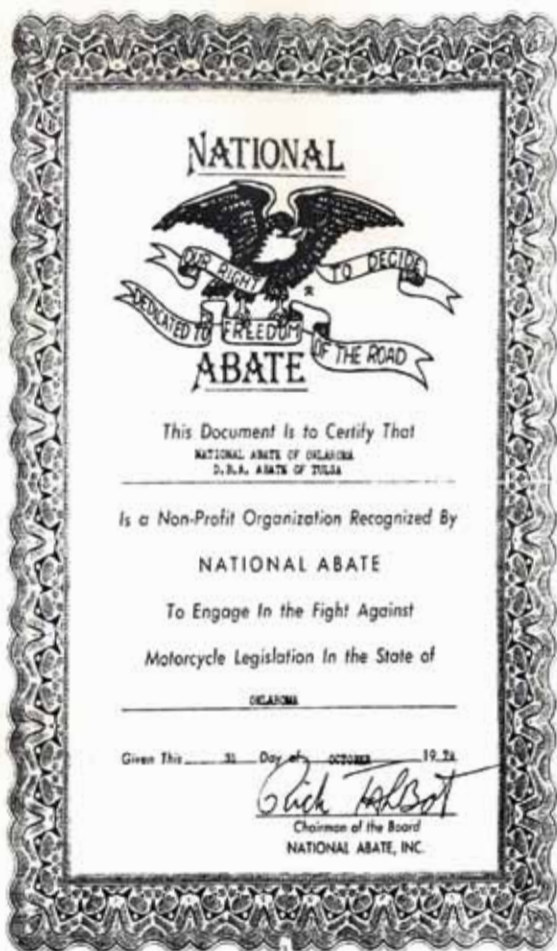 NATIONAL
OUR RIGHT TO DECIDE
DEDICATED TO FREEDOM OF THE ROAD
ABATE
This Document Is to Certify That
NATIONAL ABATE OF OKLAHOMA
D.B.A. ABATE OF TULSA
Is a Non-Profit Organization Recognized By
NATIONAL ABATE
To Engage In the Fight Against
Motorcycle Legislation In the State of
OKLAHOMA
Given This 31 Day of OCTOBER 19
Rick Talbot
Chairman of the Board
NATIONAL ABATE, INC.